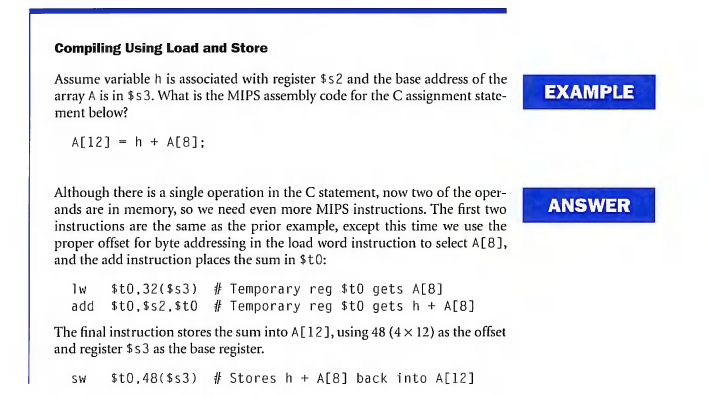 Compiling Using Load and Store
Assume variable h is associated with register $s2 and the base address of the
array A is in $s3. What is the MIPS assembly code for the C assignment state-
ment below?
EXAMPLE
A[12] = h + A[8];
Although there is a single operation in the C statement, now two of the oper-
ands are in memory, so we need even more MIPS instructions. The first two
instructions are the same as the prior example, except this time we use the
proper offset for byte addressing in the load word instruction to select A[8],
and the add instruction places the sum in $t0:
ANSWER
lw $t0,32($s3) # Temporary reg $t0 gets A[8]
add $t0,$s2,$t0 # Temporary reg $t0 gets h + A[8]
The final instruction stores the sum into A[12], using 48 (4 × 12) as the offset
and register $s3 as the base register.
sw $t0,48($s3) # Stores h + A[8] back into A[12]